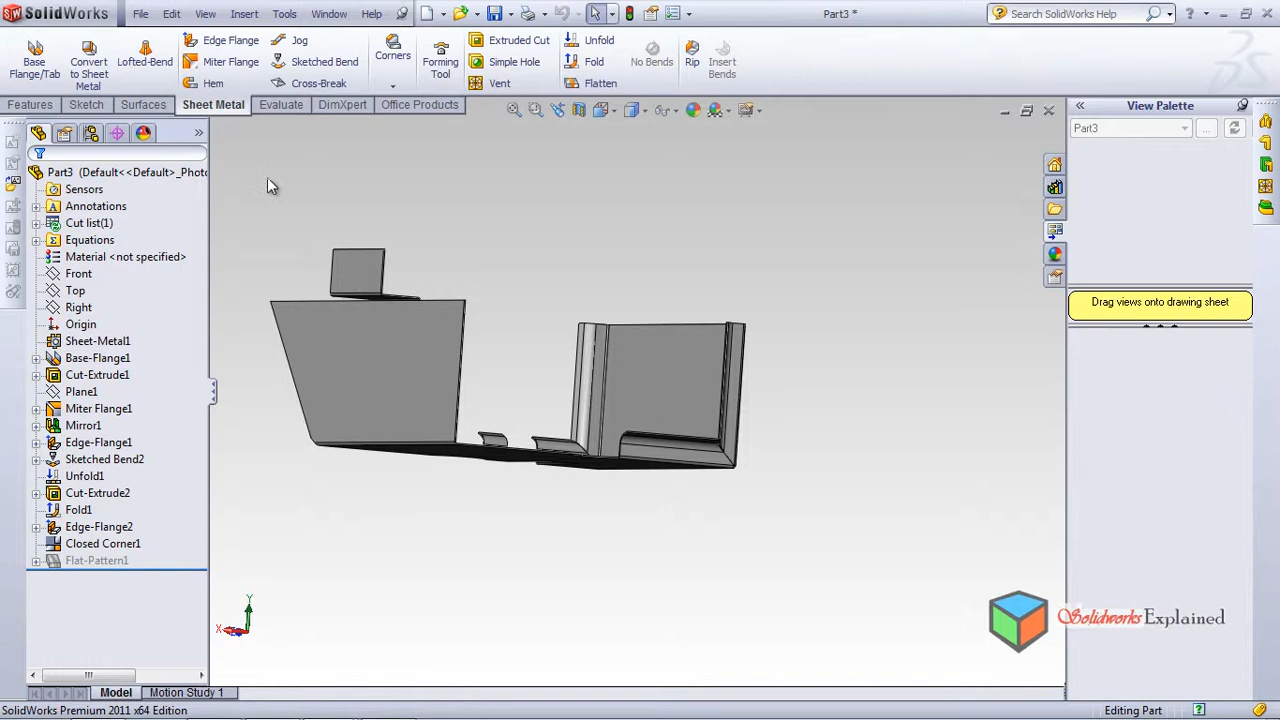 SolidWorks File Edit View Insert Tools Window Help Part3 * Search SolidWorks Help
Edge Flange Jog Extruded Cut Unfold
Base Flange/Tab Convert to Sheet Metal Lofted-Bend Miter Flange Sketched Bend Corners Forming Tool Simple Hole Fold No Bends Rip Insert Bends
Hem Cross-Break Vent Flatten
Features Sketch Surfaces Sheet Metal Evaluate DimXpert Office Products
View Palette
Part3 ...
Part3 (Default<<Default>_Photo
Sensors
Annotations
Cut list(1)
Equations
Material <not specified>
Front
Top
Right
Origin
Sheet-Metal1
Base-Flange1
Cut-Extrude1
Plane1
Miter Flange1
Mirror1
Edge-Flange1
Sketched Bend2
Unfold1
Cut-Extrude2
Fold1
Edge-Flange2
Closed Corner1
Flat-Pattern1
Drag views onto drawing sheet
Y
X
Solidworks Explained
Model Motion Study 1
SolidWorks Premium 2011 x64 Edition Editing Part